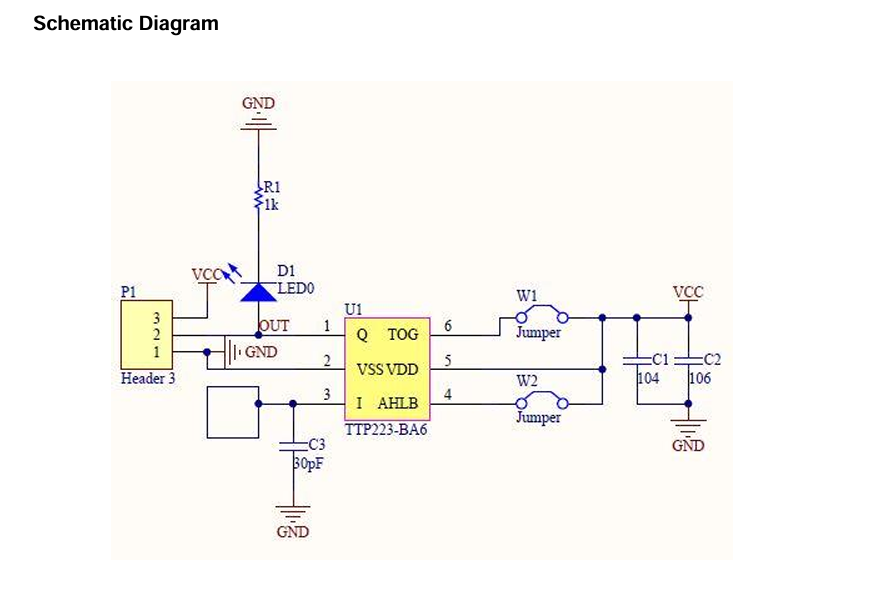 Schematic Diagram
GND
R1
1k
VCC
D1
LED0
P1
3
2
1
Header 3
OUT
GND
U1
1
Q
TOG
6
2
VSS
VDD
5
3
I
AHLB
4
TTP223-BA6
W1
Jumper
W2
Jumper
VCC
C1
104
C2
106
GND
C3
30pF
GND